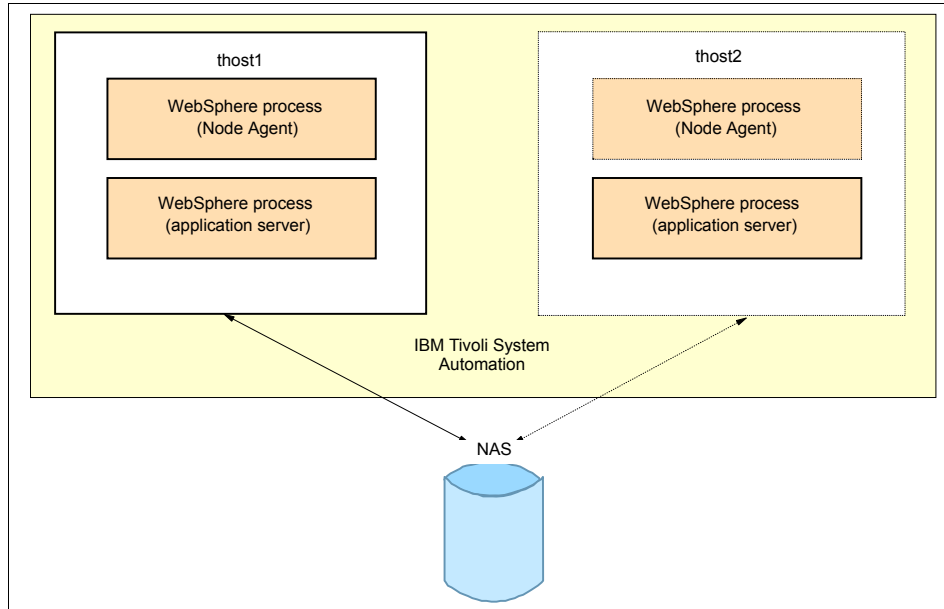 thost1
WebSphere process
(Node Agent)
WebSphere process
(application server)
thost2
WebSphere process
(Node Agent)
WebSphere process
(application server)
IBM Tivoli System
Automation
NAS